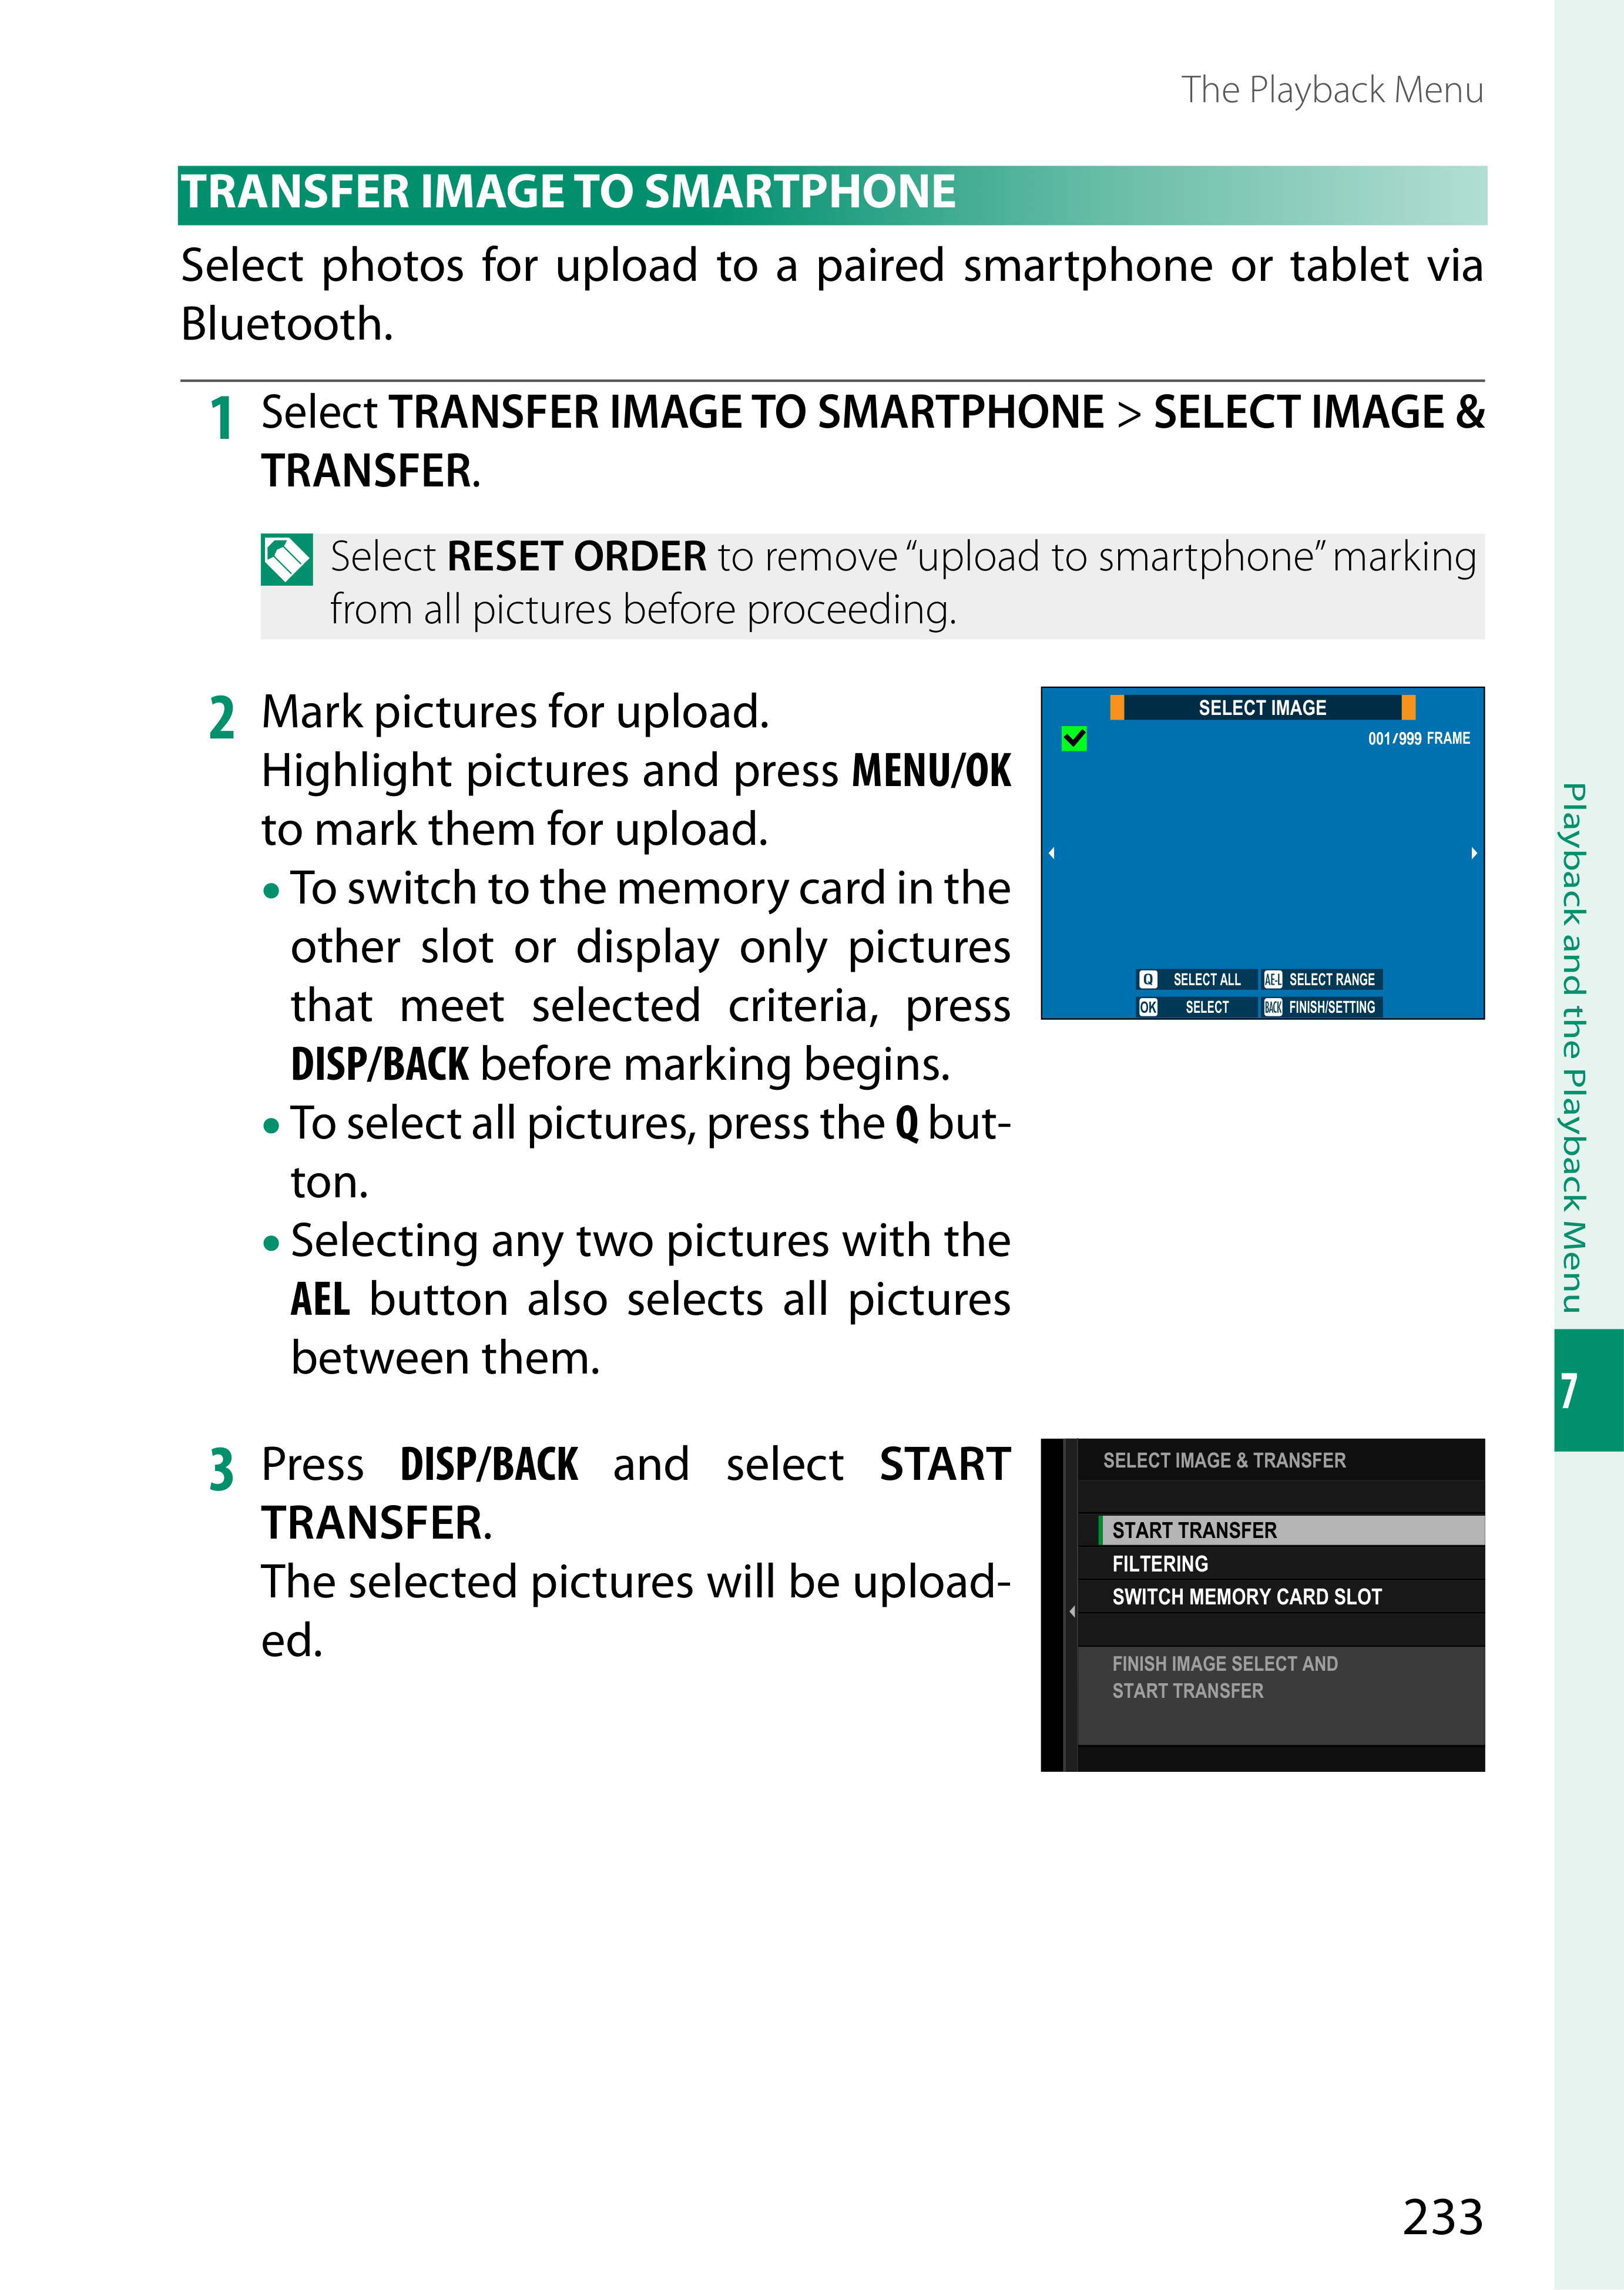 The Playback Menu
TRANSFER IMAGE TO SMARTPHONE
Select photos for upload to a paired smartphone or tablet via
Bluetooth.
1 Select TRANSFER IMAGE TO SMARTPHONE > SELECT IMAGE &
TRANSFER.
Select RESET ORDER to remove “upload to smartphone” marking
from all pictures before proceeding.
2 Mark pictures for upload.
Highlight pictures and press MENU/OK
to mark them for upload.
• To switch to the memory card in the
other slot or display only pictures
that meet selected criteria, press
DISP/BACK before marking begins.
• To select all pictures, press the Q but-
ton.
• Selecting any two pictures with the
AEL button also selects all pictures
between them.
SELECT IMAGE
001/999 FRAME
Q SELECT ALL AE-L SELECT RANGE
OK SELECT BACK FINISH/SETTING
3 Press DISP/BACK and select START
TRANSFER.
The selected pictures will be upload-
ed.
SELECT IMAGE & TRANSFER
START TRANSFER
FILTERING
SWITCH MEMORY CARD SLOT
FINISH IMAGE SELECT AND
START TRANSFER
Playback and the Playback Menu
7
233